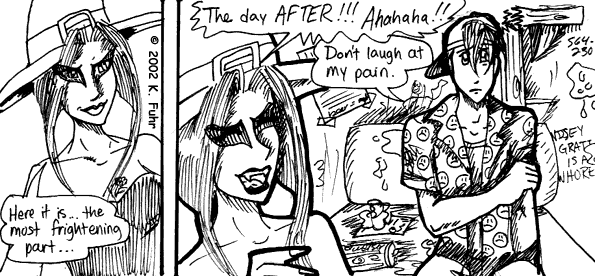 © 2002 K. Fuhr
Here it is... the
most frightening
part...
The day AFTER!!! Ahahaha!!
Don't laugh at
my pain.
564-
230
GRAT
IS A
WHORE